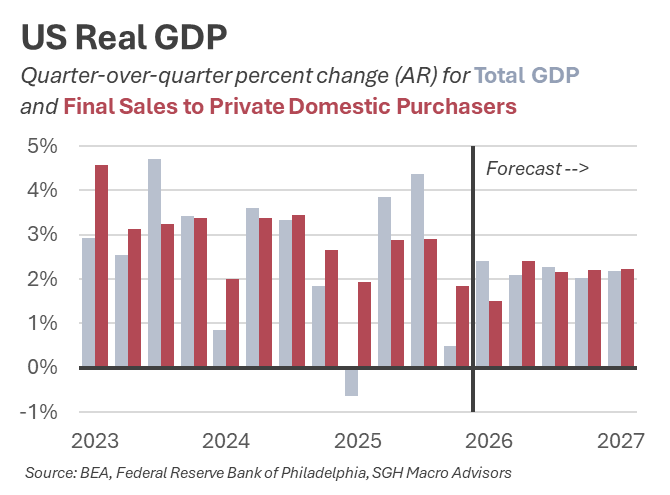 US Real GDP
Quarter-over-quarter percent change (AR) for Total GDP
and Final Sales to Private Domestic Purchasers
5%
Forecast -->
4%
3%
2%
1%
0%
-1%
2023 2024 2025 2026 2027
Source: BEA, Federal Reserve Bank of Philadelphia, SGH Macro Advisors